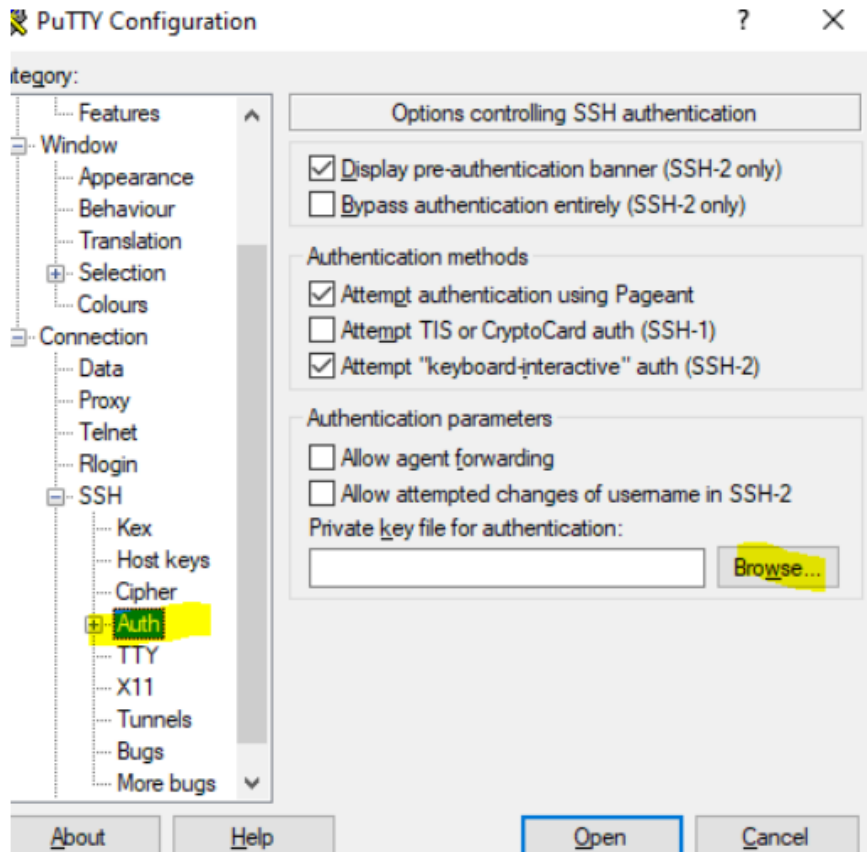 PuTTY Configuration ? ×
ategory:
Features
Window
Appearance
Behaviour
Translation
Selection
Colours
Connection
Data
Proxy
Telnet
Rlogin
SSH
Kex
Host keys
Cipher
Auth
TTY
X11
Tunnels
Bugs
More bugs
Options controlling SSH authentication
Display pre-authentication banner (SSH-2 only)
Bypass authentication entirely (SSH-2 only)
Authentication methods
Attempt authentication using Pageant
Attempt TIS or CryptoCard auth (SSH-1)
Attempt "keyboard-interactive" auth (SSH-2)
Authentication parameters
Allow agent forwarding
Allow attempted changes of username in SSH-2
Private key file for authentication:
Browse...
About Help Open Cancel